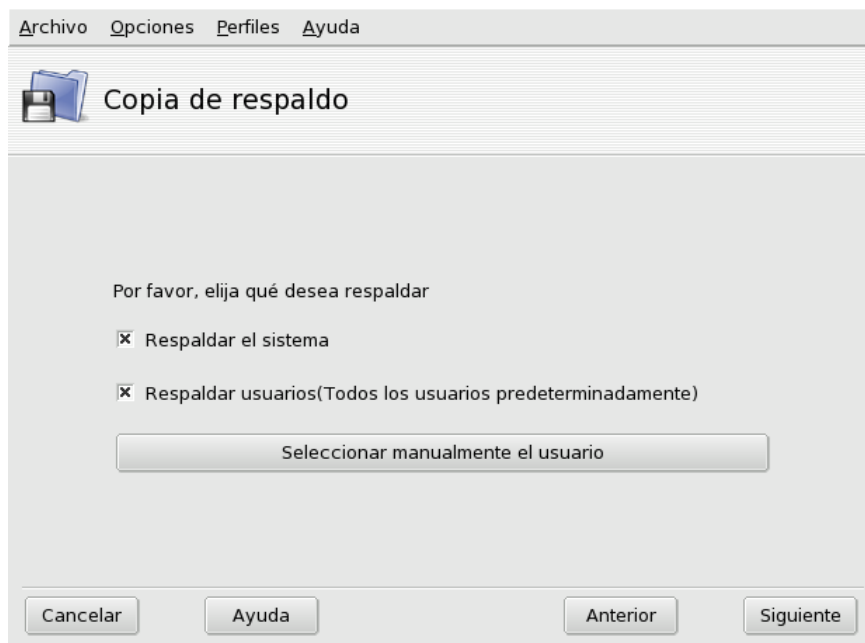 Archivo Opciones Perfiles Ayuda
Copia de respaldo
Por favor, elija qué desea respaldar
Respaldar el sistema
Respaldar usuarios(Todos los usuarios predeterminadamente)
Seleccionar manualmente el usuario
Cancelar Ayuda Anterior Siguiente